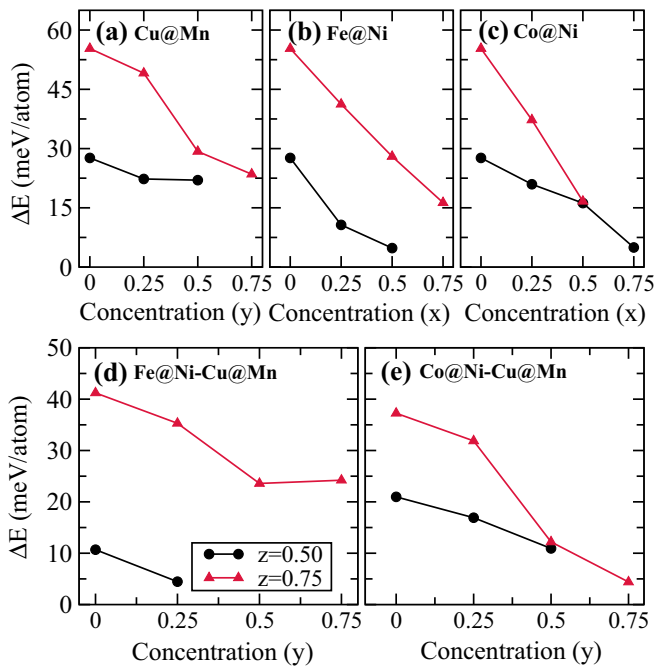 (a) Cu@Mn
(b) Fe@Ni
(c) Co@Ni
ΔE (meV/atom)
60
45
30
15
0
0 0.25 0.5 0.75
0 0.25 0.5 0.75
0 0.25 0.5 0.75
Concentration (y)
Concentration (x)
Concentration (x)
(d) Fe@Ni-Cu@Mn
(e) Co@Ni-Cu@Mn
ΔE (meV/atom)
50
40
30
20
10
0
z=0.50
z=0.75
0 0.25 0.5 0.75
0 0.25 0.5 0.75
Concentration (y)
Concentration (y)